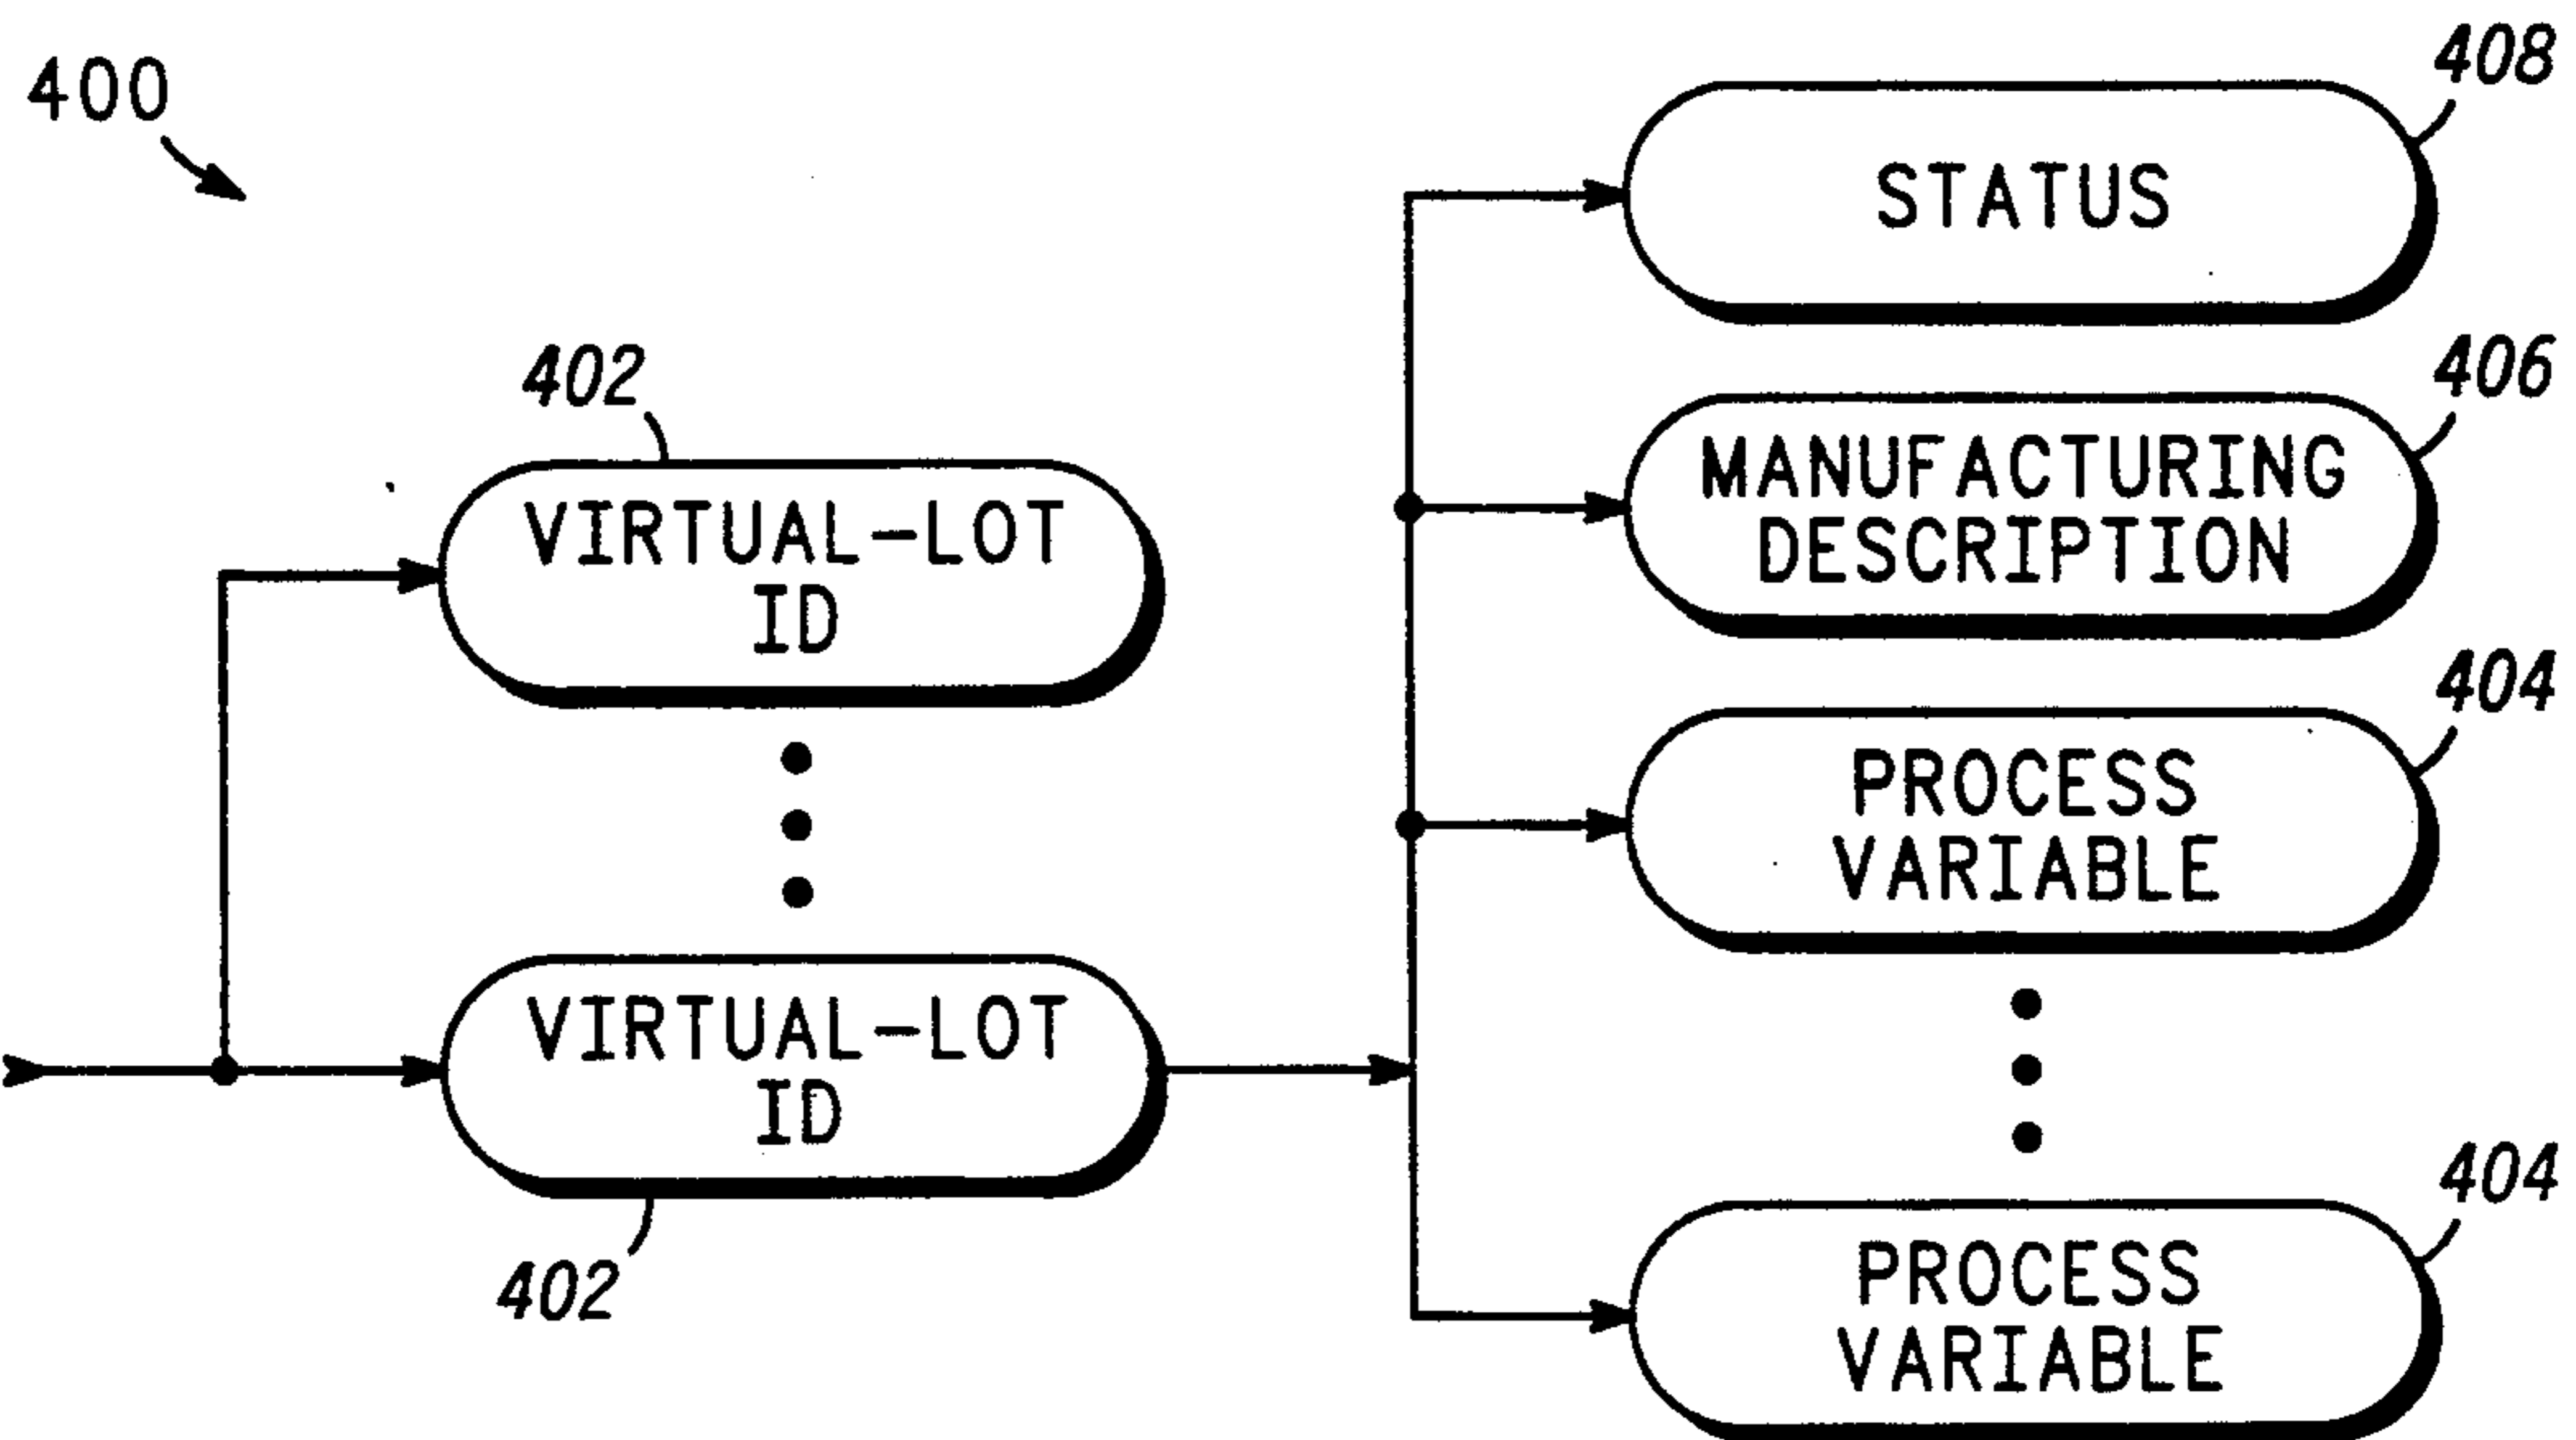 400
402
VIRTUAL-LOT
ID
VIRTUAL-LOT
ID
402
408
STATUS
406
MANUFACTURING
DESCRIPTION
404
PROCESS
VARIABLE
404
PROCESS
VARIABLE